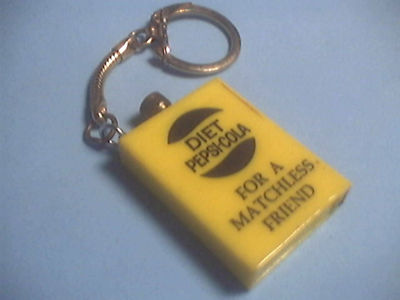 DIET
PEPSI-COLA
FOR A
MATCHLESS
FRIEND